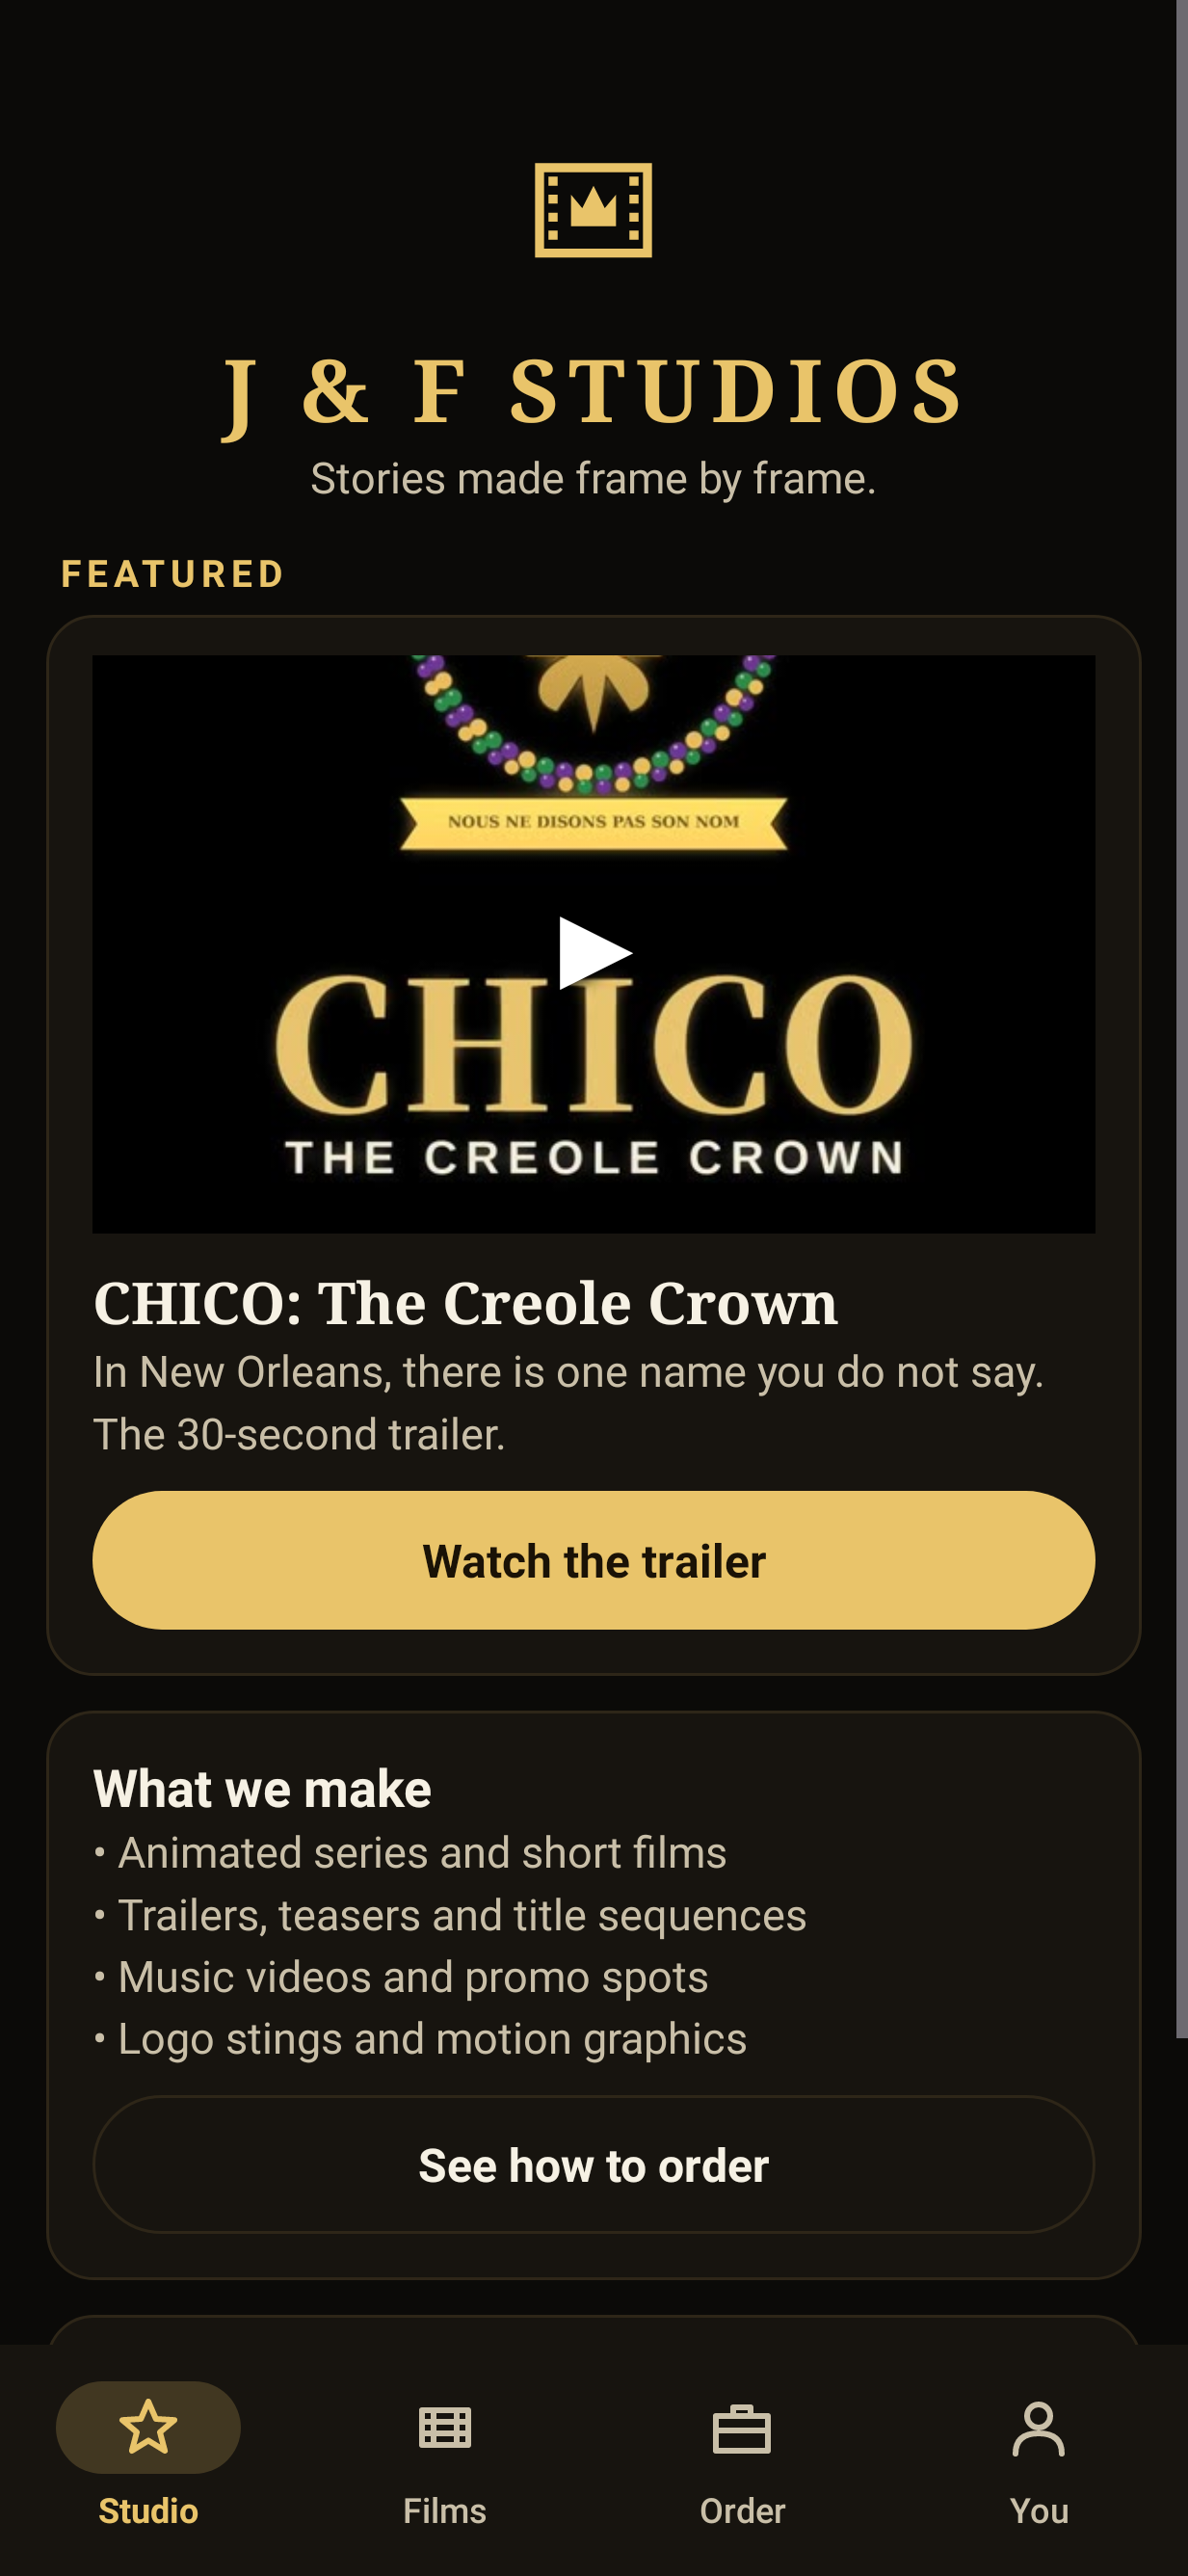 J & F STUDIOS
Stories made frame by frame.
FEATURED
NOUS NE DISONS PAS SON NOM
CHICO
THE CREOLE CROWN
CHICO: The Creole Crown
In New Orleans, there is one name you do not say.
The 30-second trailer.
Watch the trailer
What we make
• Animated series and short films
• Trailers, teasers and title sequences
• Music videos and promo spots
• Logo stings and motion graphics
See how to order
Studio
Films
Order
You